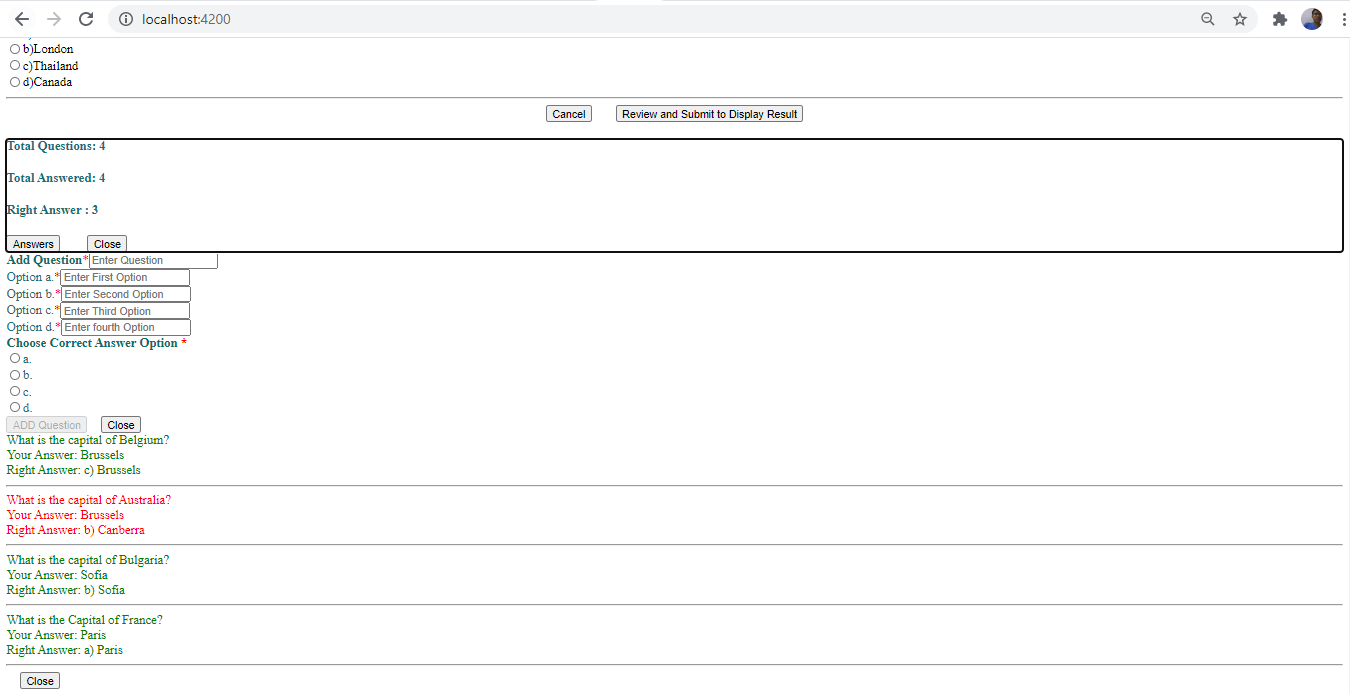 localhost:4200
b)London
c)Thailand
d)Canada
Cancel Review and Submit to Display Result
Total Questions: 4
Total Answered: 4
Right Answer : 3
Answers Close
Add Question* Enter Question
Option a.* Enter First Option
Option b.* Enter Second Option
Option c.* Enter Third Option
Option d.* Enter fourth Option
Choose Correct Answer Option *
a.
b.
c.
d.
ADD Question Close
What is the capital of Belgium?
Your Answer: Brussels
Right Answer: c) Brussels
What is the capital of Australia?
Your Answer: Brussels
Right Answer: b) Canberra
What is the capital of Bulgaria?
Your Answer: Sofia
Right Answer: b) Sofia
What is the Capital of France?
Your Answer: Paris
Right Answer: a) Paris
Close